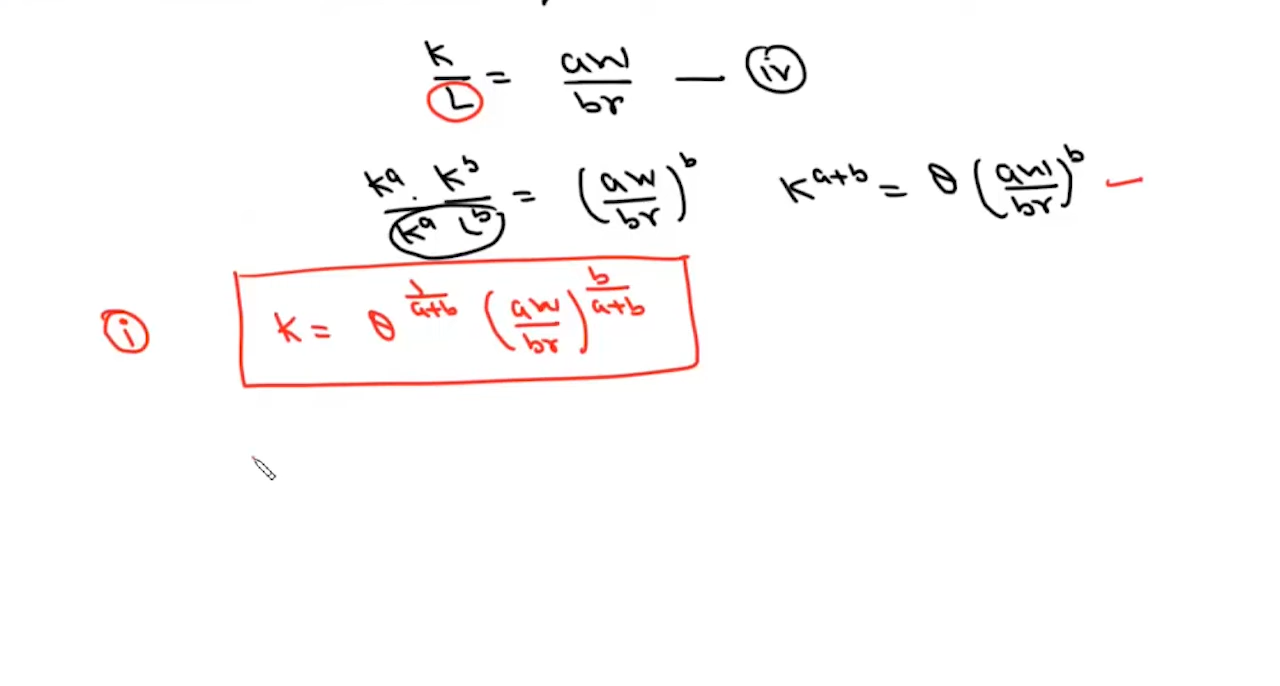 K/L = aw/br — iv
K^a · K^b / K^a L^b = (aw/br)^b K^(a+b) = θ (aw/br)^b —
i K = θ^(1/(a+b)) (aw/br)^(b/(a+b))